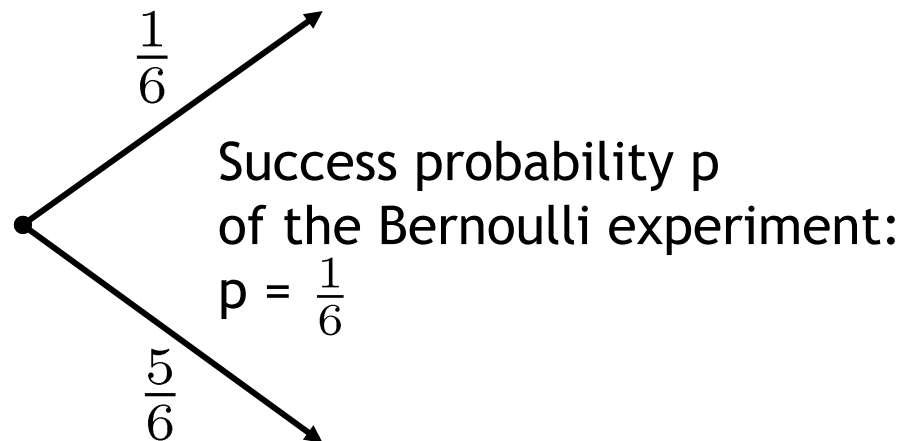 1/6
Success probability p
of the Bernoulli experiment:
p = 1/6
5/6